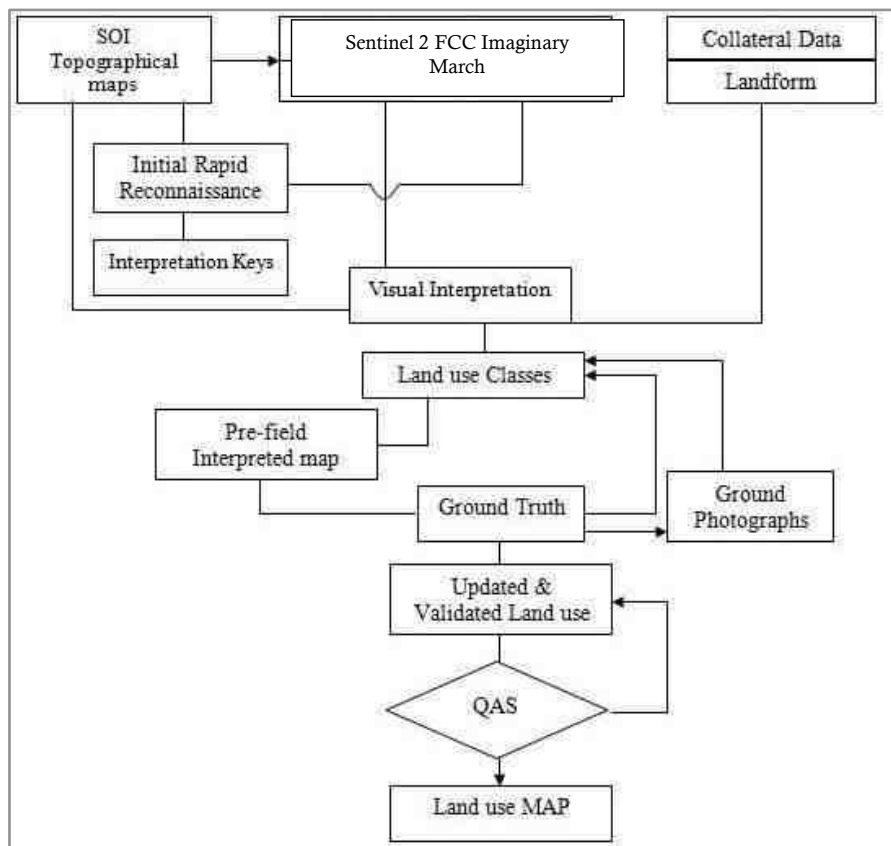 SOI
Topographical
maps
Sentinel 2 FCC Imaginary
March
Collateral Data
Landform
Initial Rapid
Reconnaissance
Interpretation Keys
Visual Interpretation
Land use Classes
Pre-field
Interpreted map
Ground Truth
Ground
Photographs
Updated &
Validated Land use
QAS
Land use MAP